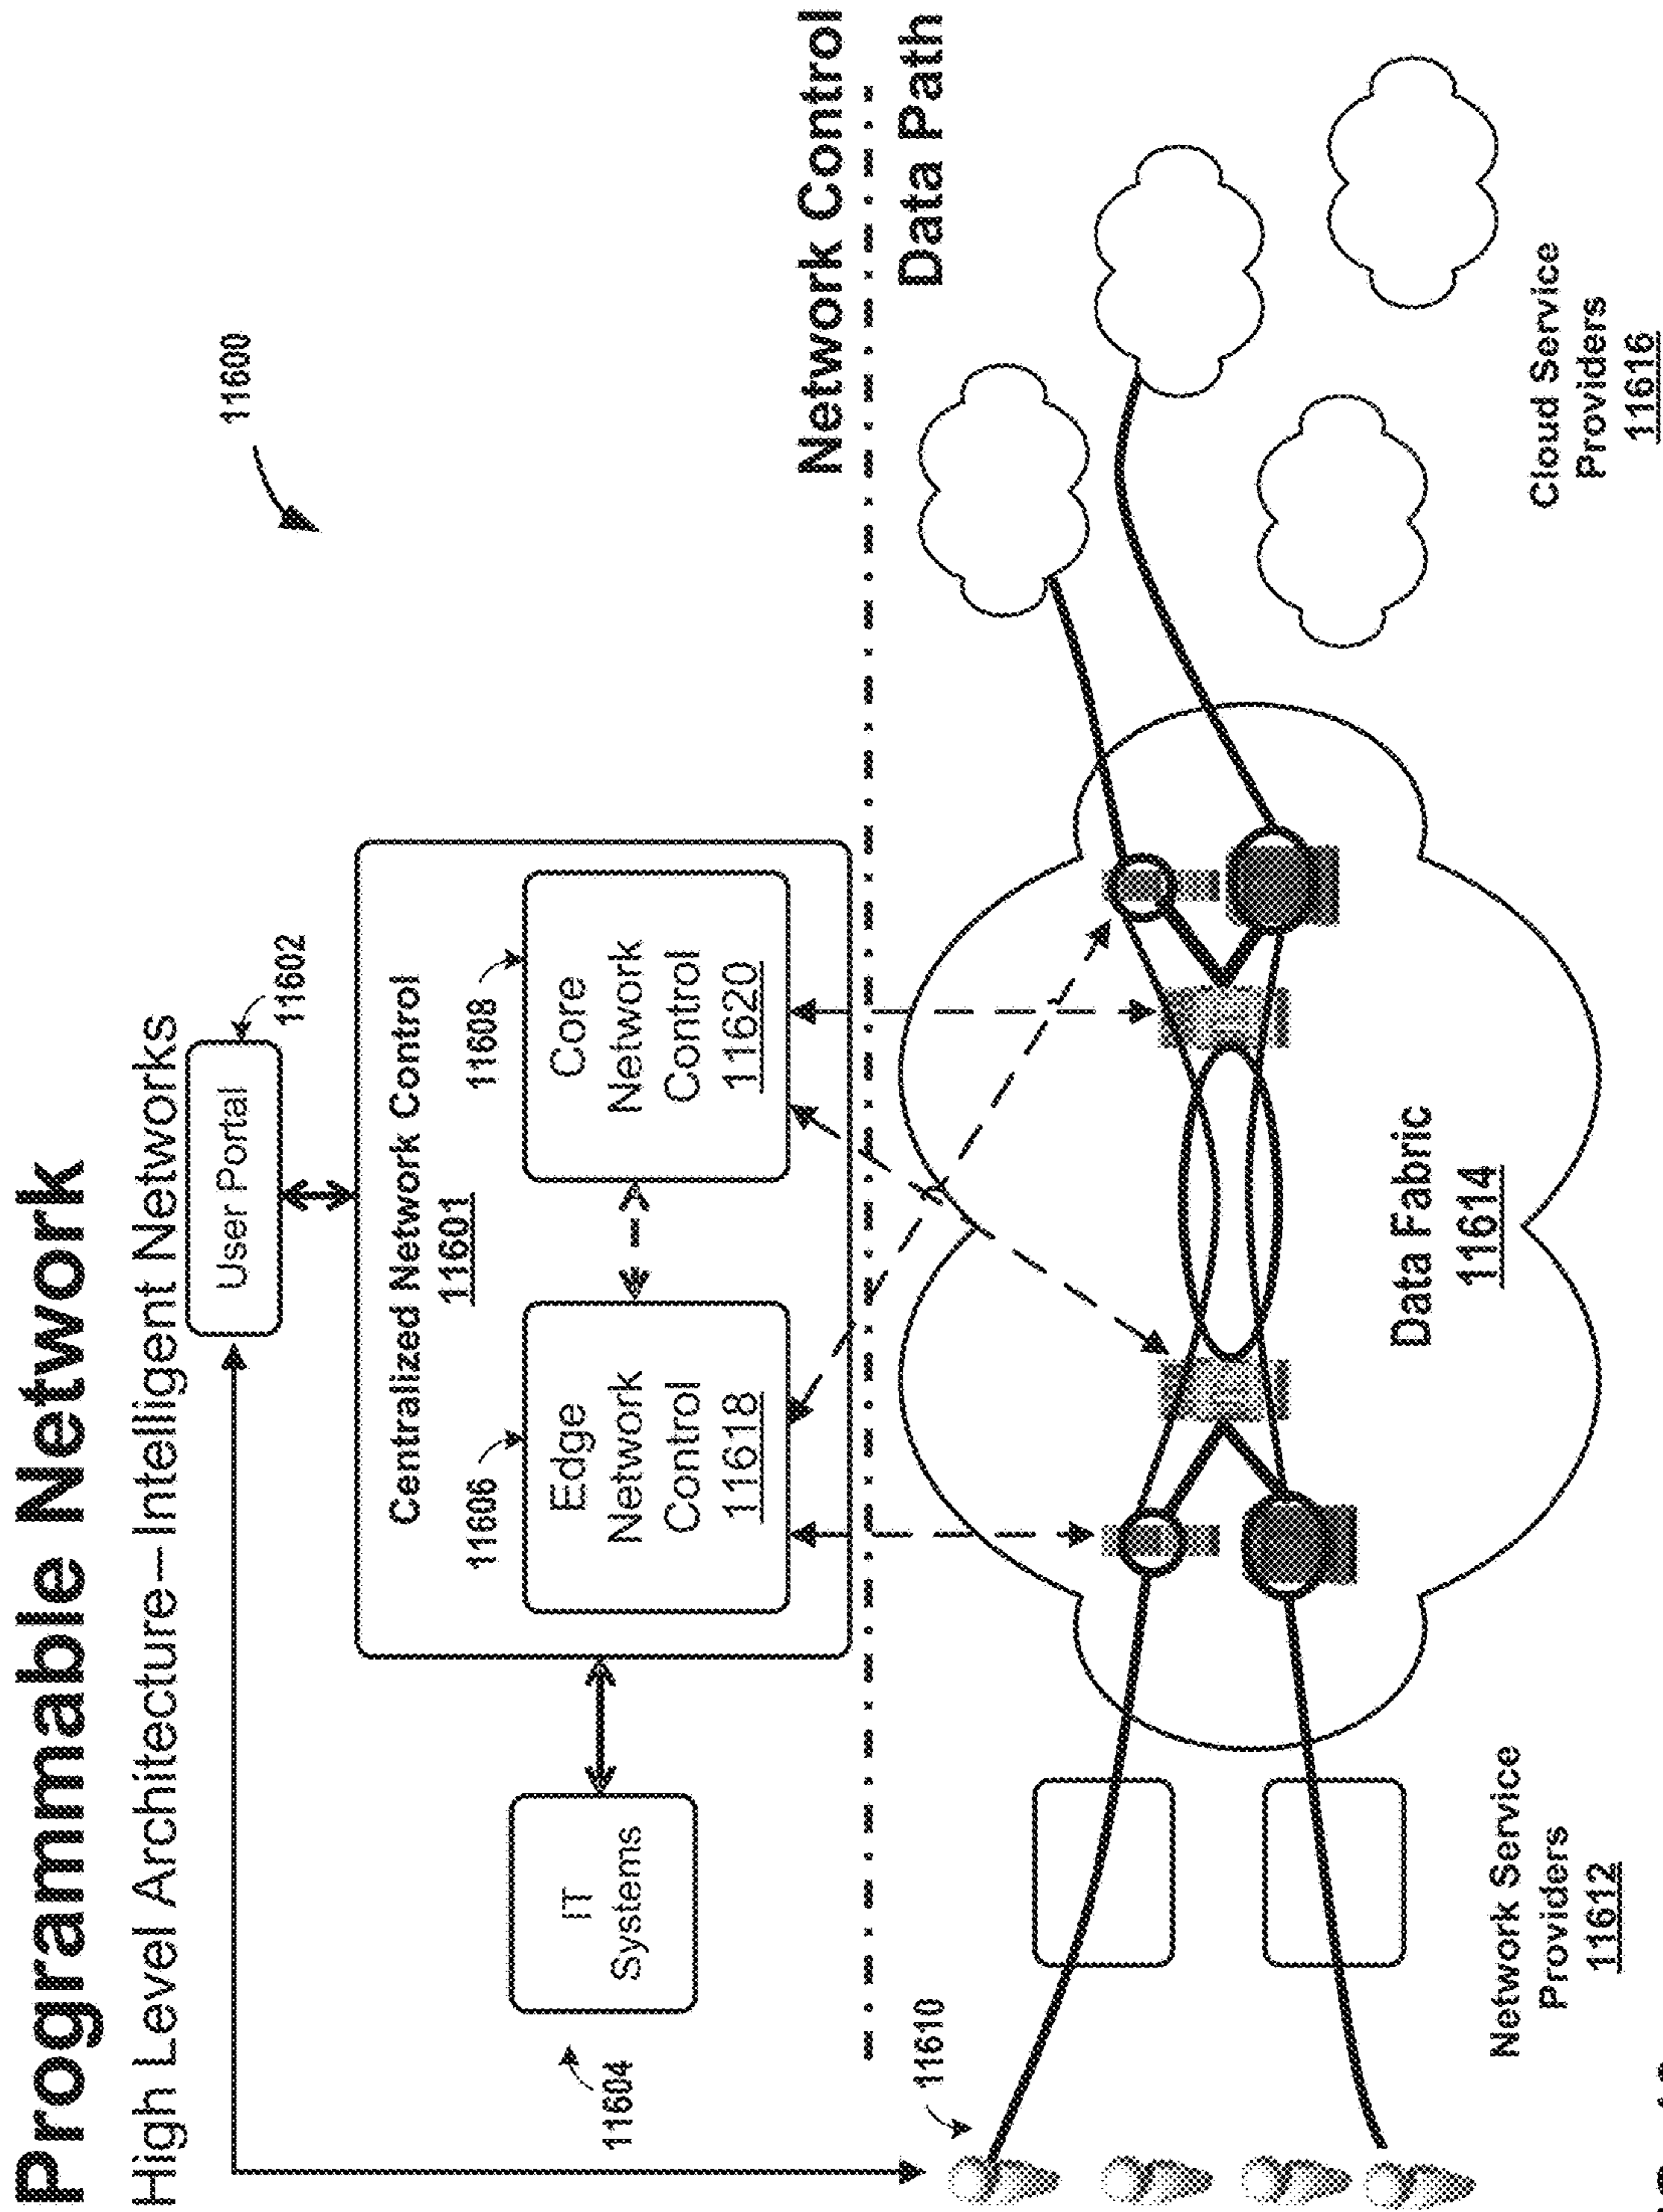 Programmable Network
High Level Architecture–Intelligent Networks
11600
User Portal
11602
Centralized Network Control
11601
11606
11608
Edge
Network
Control
11618
Core
Network
Control
11620
IT
Systems
11604
Network Control
Data Path
11610
Data Fabric
11614
Network Service
Providers
11612
Cloud Service
Providers
11616